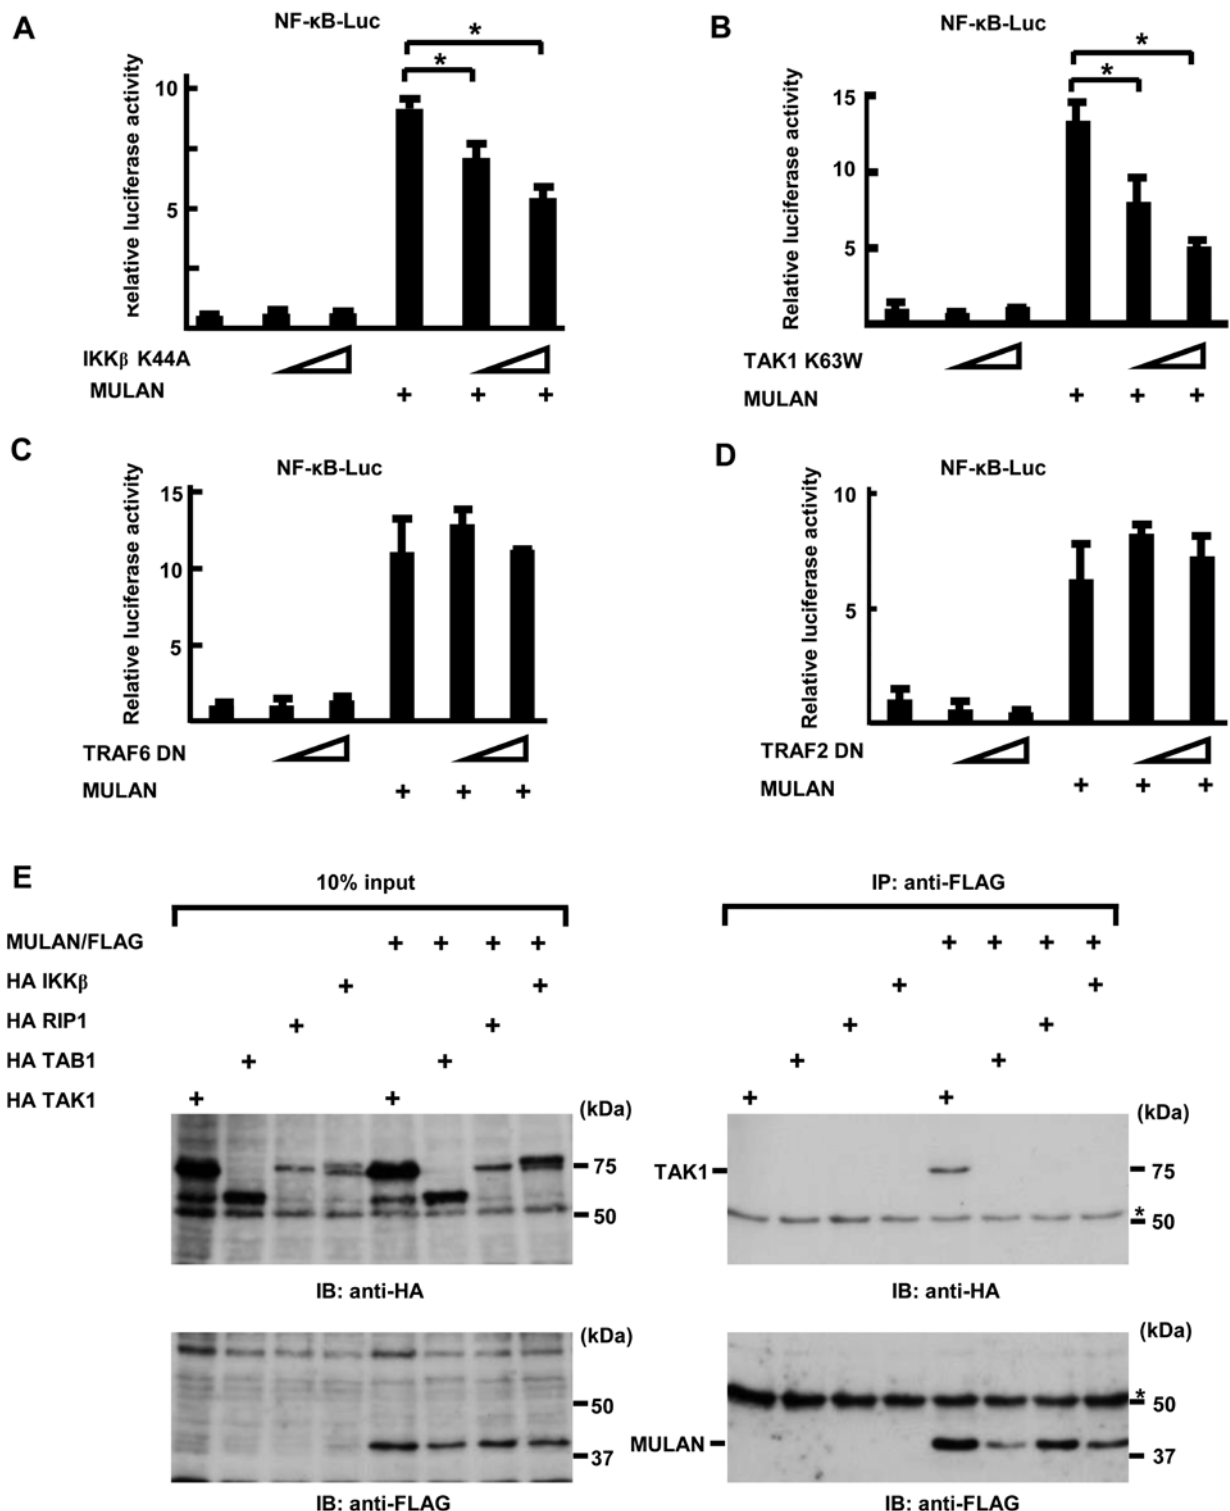 A
NF-κB-Luc
Relative luciferase activity
10
5
*
*
IKKβ K44A
MULAN + + +
B
NF-κB-Luc
Relative luciferase activity
15
10
5
*
*
TAK1 K63W
MULAN + + +
C
NF-κB-Luc
Relative luciferase activity
15
10
5
TRAF6 DN
MULAN + + +
D
NF-κB-Luc
Relative luciferase activity
10
5
TRAF2 DN
MULAN + + +
E
10% input
IP: anti-FLAG
MULAN/FLAG + + + + + + + +
HA IKKβ + + + +
HA RIP1 + + + +
HA TAB1 + + + +
HA TAK1 + + + +
(kDa)
75
50
IB: anti-HA
(kDa)
TAK1
75
* 50
IB: anti-HA
(kDa)
50
37
IB: anti-FLAG
(kDa)
* 50
MULAN
37
IB: anti-FLAG